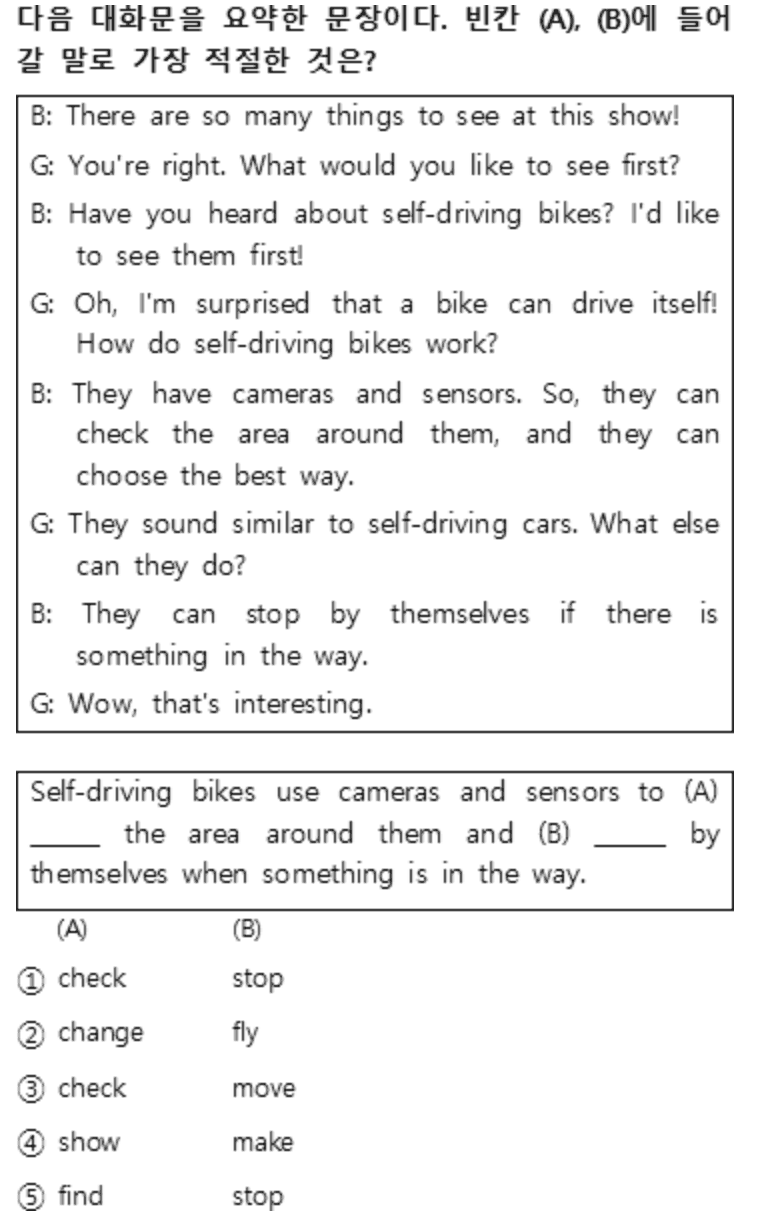 다음 대화문을 요약한 문장이다. 빈칸 (A), (B)에 들어
갈 말로 가장 적절한 것은?
B: There are so many things to see at this show!
G: You're right. What would you like to see first?
B: Have you heard about self-driving bikes? I'd like
to see them first!
G: Oh, I'm surprised that a bike can drive itself!
How do self-driving bikes work?
B: They have cameras and sensors. So, they can
check the area around them, and they can
choose the best way.
G: They sound similar to self-driving cars. What else
can they do?
B: They can stop by themselves if there is
something in the way.
G: Wow, that's interesting.
Self-driving bikes use cameras and sensors to (A)
_____ the area around them and (B) _____ by
themselves when something is in the way.
(A) (B)
① check stop
② change fly
③ check move
④ show make
⑤ find stop